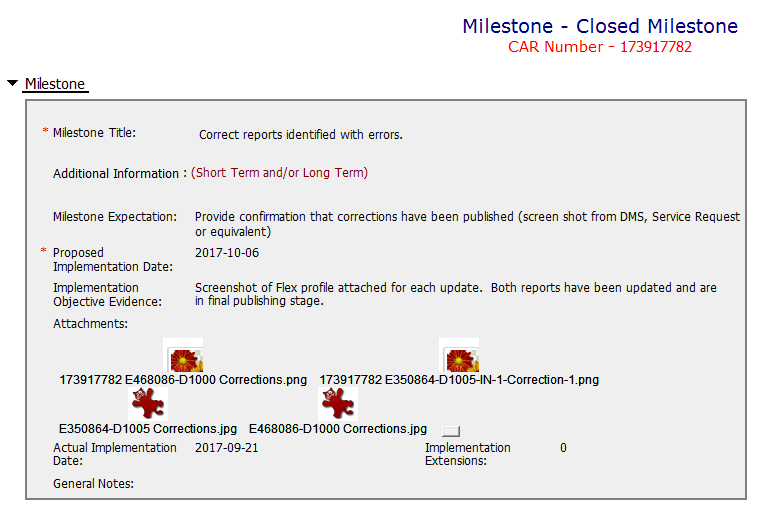 Milestone - Closed Milestone
CAR Number - 173917782
Milestone
* Milestone Title: Correct reports identified with errors.
Additional Information : (Short Term and/or Long Term)
Milestone Expectation: Provide confirmation that corrections have been published (screen shot from DMS, Service Request
or equivalent)
* Proposed 2017-10-06
Implementation Date:
Implementation Screenshot of Flex profile attached for each update. Both reports have been updated and are
Objective Evidence: in final publishing stage.
Attachments:
173917782 E468086-D1000 Corrections.png 173917782 E350864-D1005-IN-1-Correction-1.png
E350864-D1005 Corrections.jpg E468086-D1000 Corrections.jpg
Actual Implementation 2017-09-21 Implementation 0
Date: Extensions:
General Notes: